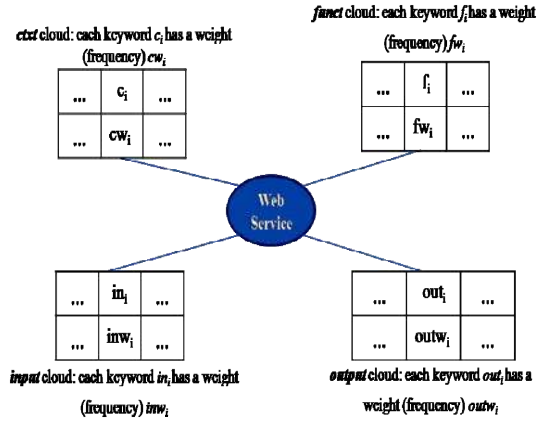 ctxt cloud: each keyword cᵢ has a weight
(frequency) cwᵢ
... cᵢ ...
... cwᵢ ...
funct cloud: each keyword fᵢ has a weight
(frequency) fwᵢ
... fᵢ ...
... fwᵢ ...
Web
Service
... inᵢ ...
... inwᵢ ...
input cloud: each keyword inᵢ has a weight
(frequency) inwᵢ
... outᵢ ...
... outwᵢ ...
output cloud: each keyword outᵢ has a
weight (frequency) outwᵢ